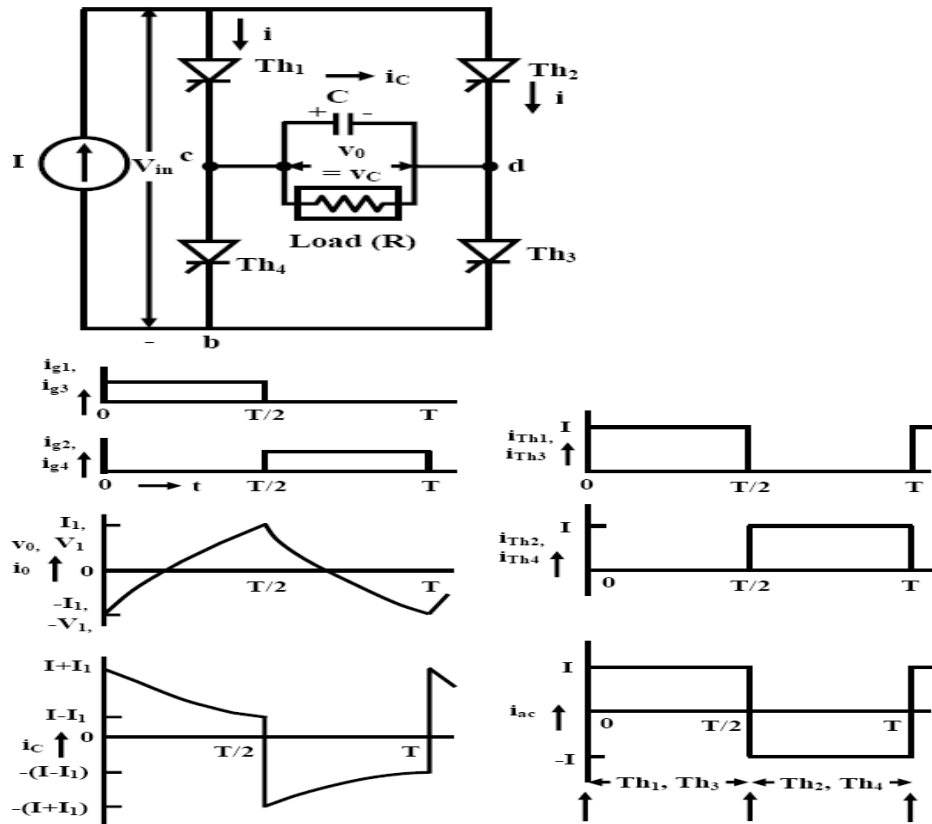 i
Th1
Th2
iC
C
i
+ -
I
Vin
c
v0
d
= vC
Load (R)
Th4
Th3
-
b
ig1,
ig3
0
T/2
T
ig2,
ig4
0
t
T/2
T
I1,
v0, V1
i0
0
T/2
T
-I1,
-V1,
I+I1
I-I1
0
iC
T/2
T
-(I-I1)
-(I+I1)
I
iTh1,
iTh3
0
T/2
T
I
iTh2,
iTh4
0
T/2
T
I
iac
0
T/2
T
-I
Th1, Th3
Th2, Th4